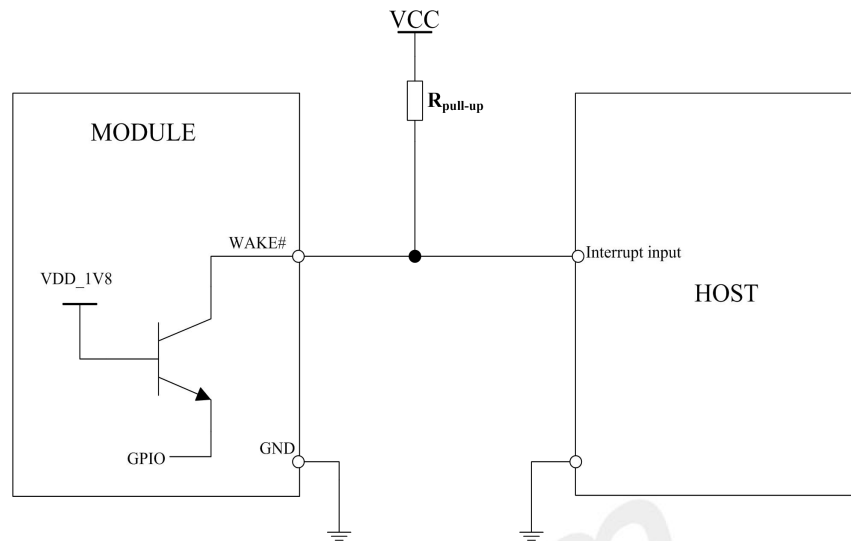 VCC
Rpull-up
MODULE
WAKE#
Interrupt input
VDD_1V8
HOST
GND
GPIO